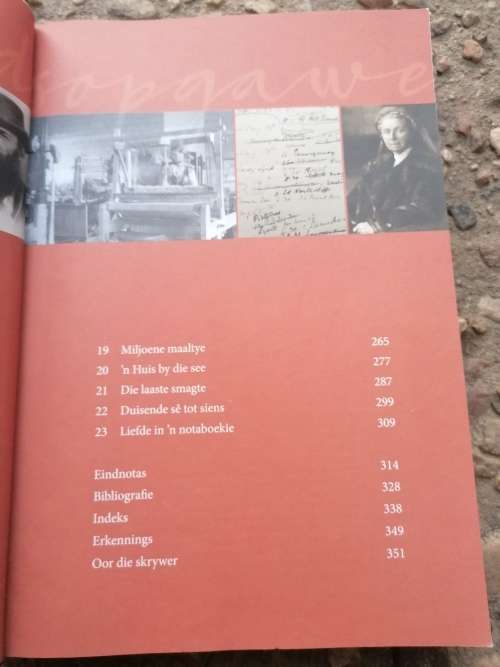 dsopgawe
19 Miljoene maaltye 265
20 'n Huis by die see 277
21 Die laaste smagte 287
22 Duisende sê tot siens 299
23 Liefde in 'n notaboekie 309
Eindnotas 314
Bibliografie 328
Indeks 338
Erkennings 349
Oor die skrywer 351